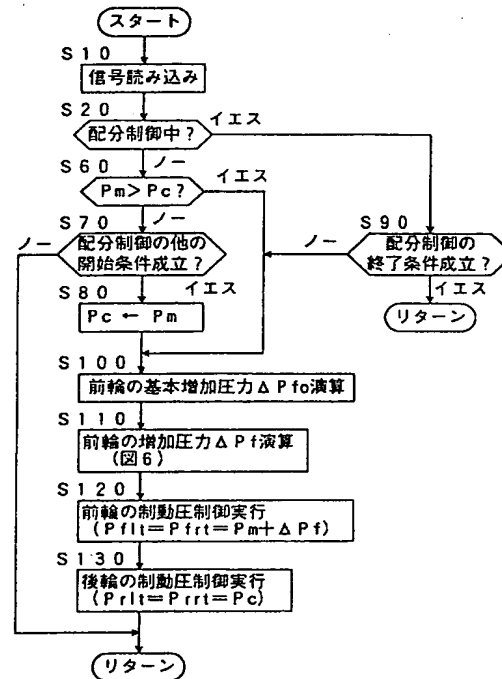 スタート
S10
信号読み込み
S20
配分制御中?
イエス
ノー
S60
Pm>Pc?
イエス
ノー
S70
ノー
配分制御の他の
開始条件成立?
イエス
S90
ノー
配分制御の
終了条件成立?
イエス
リターン
S80
Pc ← Pm
S100
前輪の基本増加圧力ΔPfo演算
S110
前輪の増加圧力ΔPf演算
(図6)
S120
前輪の制動圧制御実行
(Pflt=Pfrt=Pm+ΔPf)
S130
後輪の制動圧制御実行
(Prlt=Prrt=Pc)
リターン